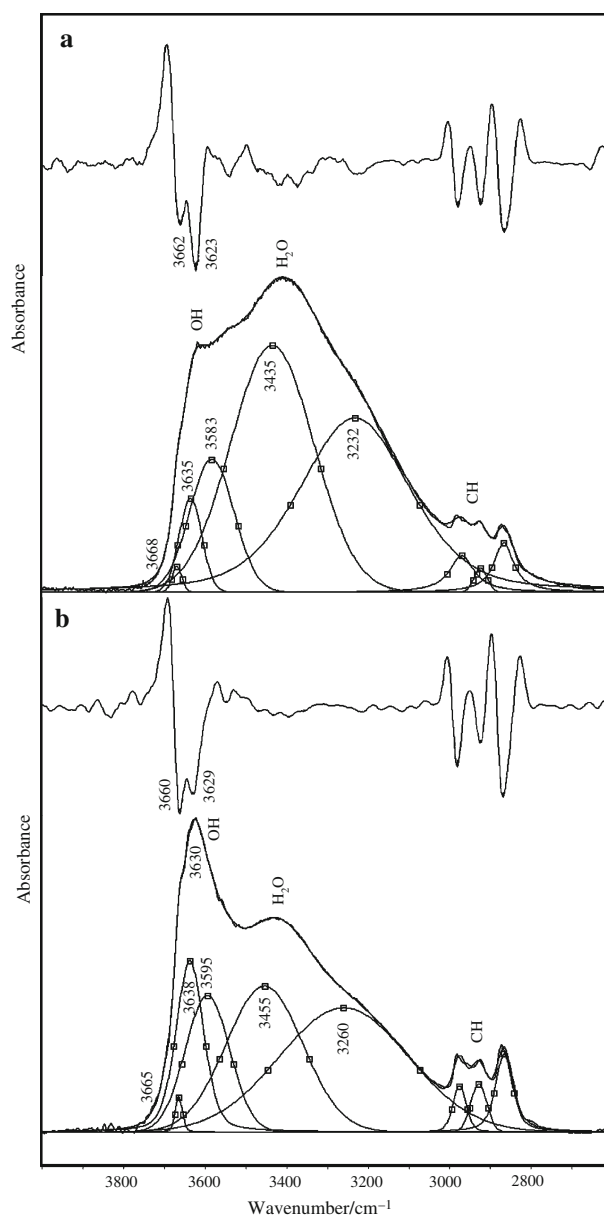 a
3662
3623
Absorbance
OH
H₂O
3668
3635
3583
3435
3232
CH
b
3660
3629
Absorbance
3630
OH
H₂O
3665
3638
3595
3455
3260
CH
3800 3600 3400 3200 3000 2800
Wavenumber/cm⁻¹